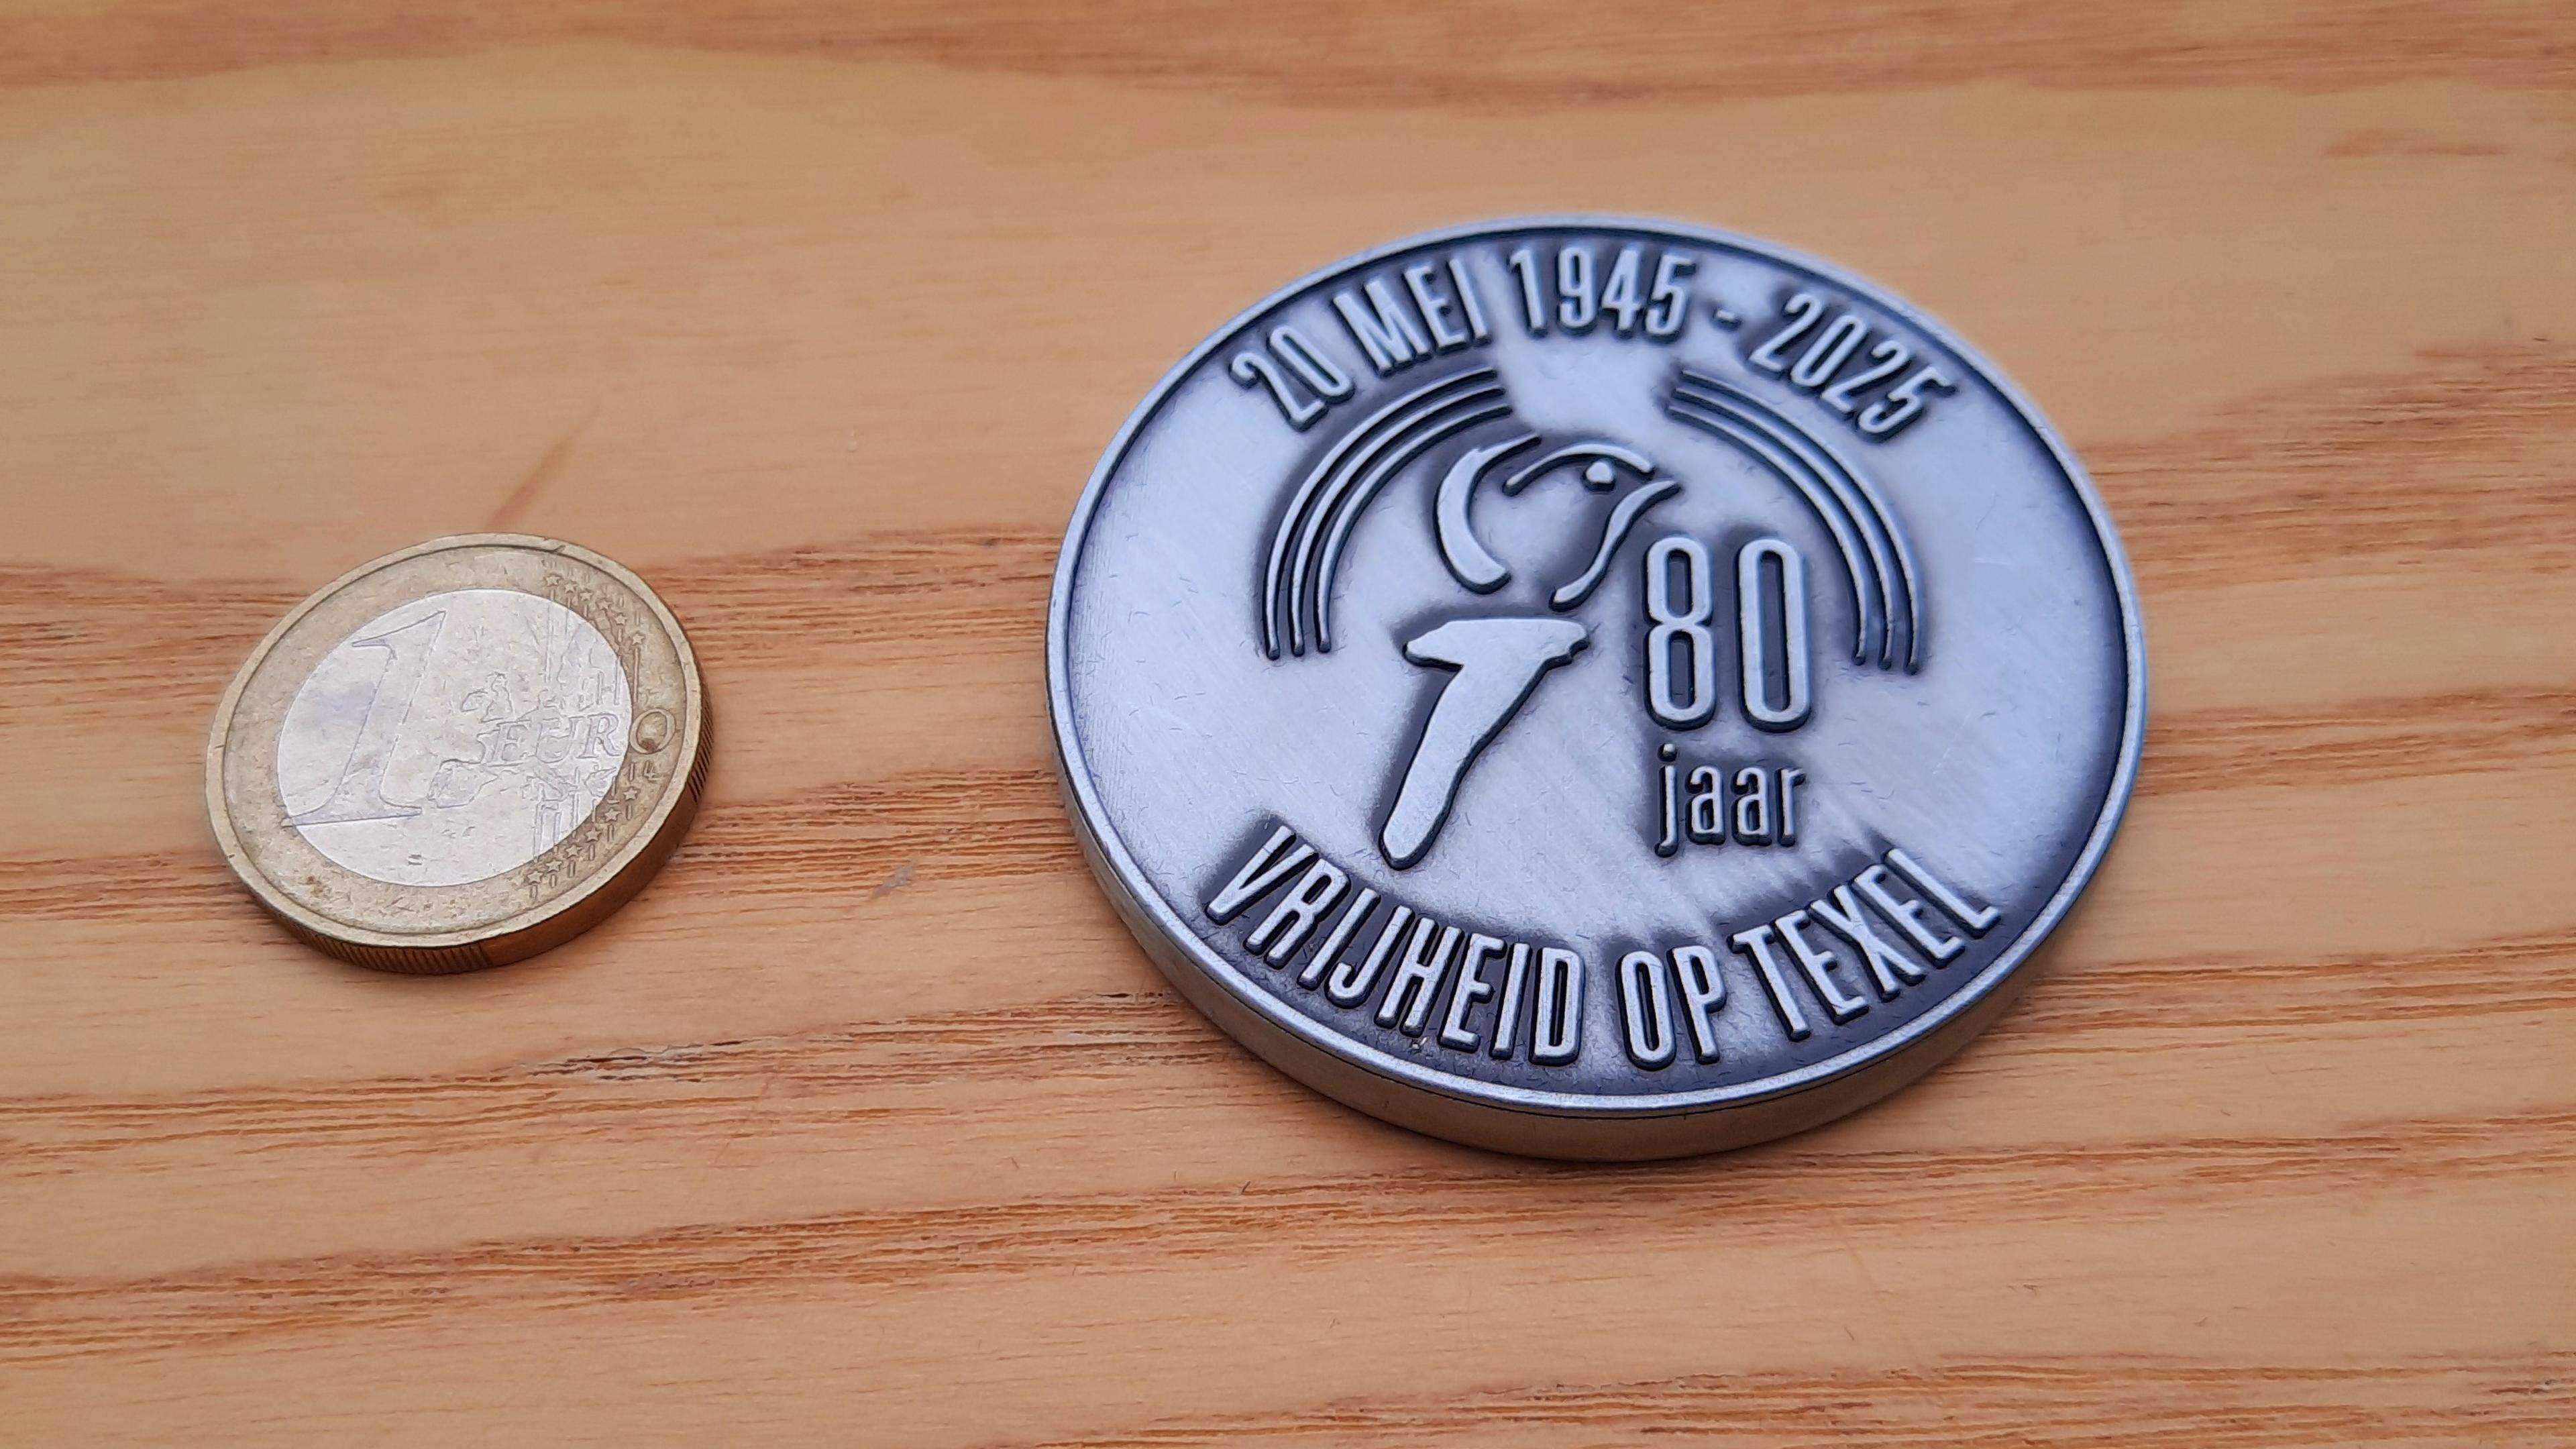 1
EURO
20 MEI 1945 - 2025
80
jaar
VRIJHEID OP TEXEL